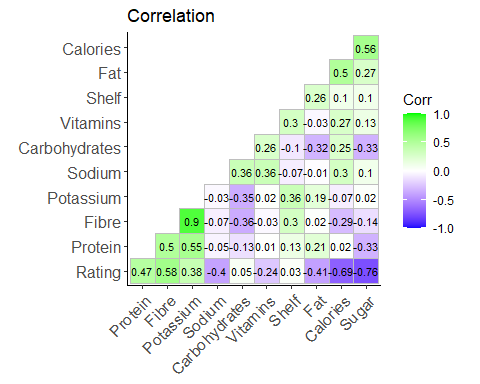 Correlation
Calories 0.56
Fat 0.5 0.27
Shelf 0.26 0.1 0.1
Vitamins 0.3 -0.03 0.27 0.13
Carbohydrates 0.26 -0.1 -0.32 0.25 -0.33
Sodium 0.36 0.36 -0.07 -0.01 0.3 0.1
Potassium -0.03 -0.35 0.02 0.36 0.19 -0.07 0.02
Fibre 0.9 -0.07 -0.36 -0.03 0.3 0.02 -0.29 -0.14
Protein 0.5 0.55 -0.05 -0.13 0.01 0.13 0.21 0.02 -0.33
Rating 0.47 0.58 0.38 -0.4 0.05 -0.24 0.03 -0.41 -0.69 -0.76
Protein
Fibre
Potassium
Sodium
Carbohydrates
Vitamins
Shelf
Fat
Calories
Sugar
Corr
1.0
0.5
0.0
-0.5
-1.0